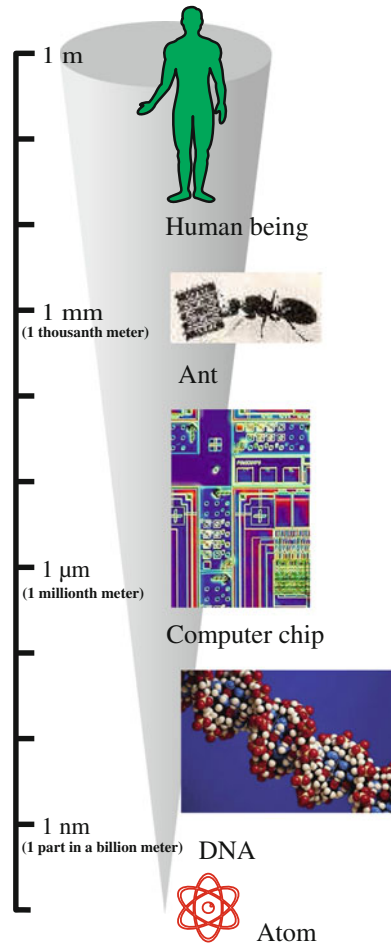 1 m
Human being
1 mm
(1 thousanth meter)
Ant
1 µm
(1 millionth meter)
Computer chip
1 nm
(1 part in a billion meter)
DNA
Atom